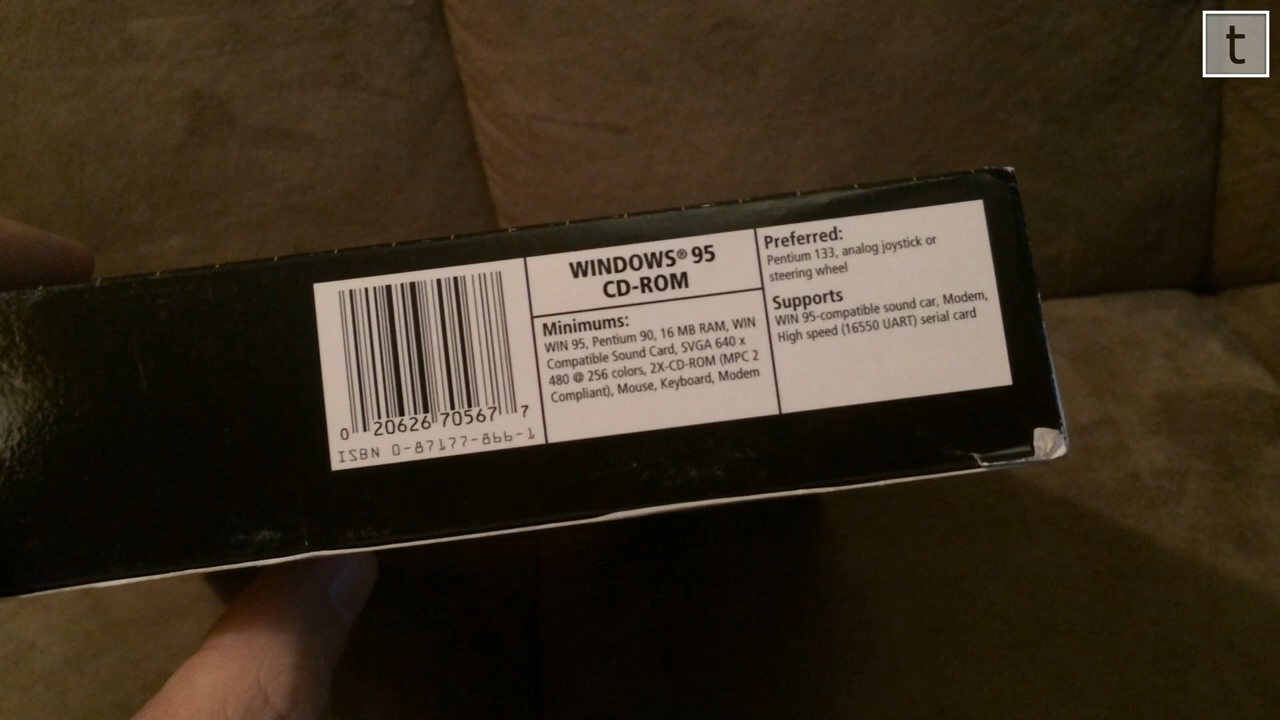 t
WINDOWS® 95
CD-ROM
Minimums:
WIN 95, Pentium 90, 16 MB RAM, WIN
Compatible Sound Card, SVGA 640 x
480 @ 256 colors, 2X-CD-ROM (MPC 2
Compliant), Mouse, Keyboard, Modem
Preferred:
Pentium 133, analog joystick or
steering wheel
Supports
WIN 95-compatible sound car, Modem,
High speed (16550 UART) serial card
0 20626 70567 7
ISBN 0-87177-866-1